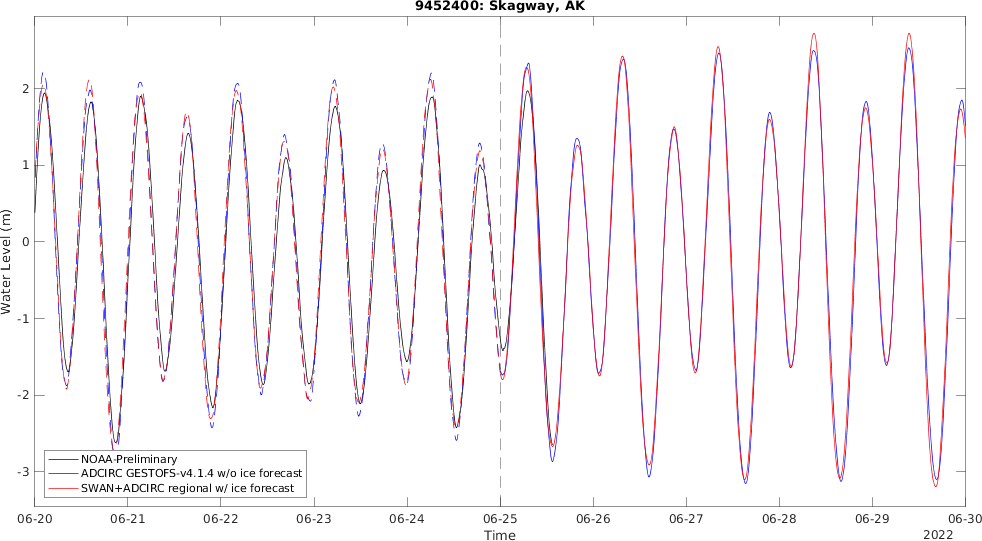 9452400: Skagway, AK
Water Level (m)
2
1
0
-1
-2
-3
NOAA-Preliminary
ADCIRC GESTOFS-v4.1.4 w/o ice forecast
SWAN+ADCIRC regional w/ ice forecast
06-20 06-21 06-22 06-23 06-24 06-25 06-26 06-27 06-28 06-29 06-30
Time
2022